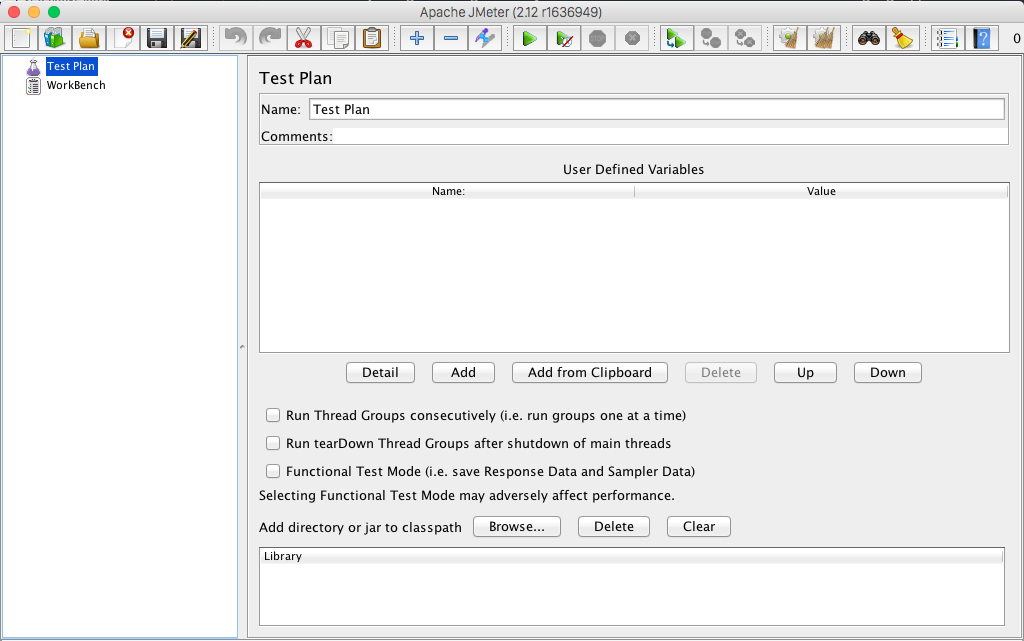 Apache JMeter (2.12 r1636949)
0
Test Plan
WorkBench
Test Plan
Name: Test Plan
Comments:
User Defined Variables
Name: Value
Detail Add Add from Clipboard Delete Up Down
Run Thread Groups consecutively (i.e. run groups one at a time)
Run tearDown Thread Groups after shutdown of main threads
Functional Test Mode (i.e. save Response Data and Sampler Data)
Selecting Functional Test Mode may adversely affect performance.
Add directory or jar to classpath Browse... Delete Clear
Library